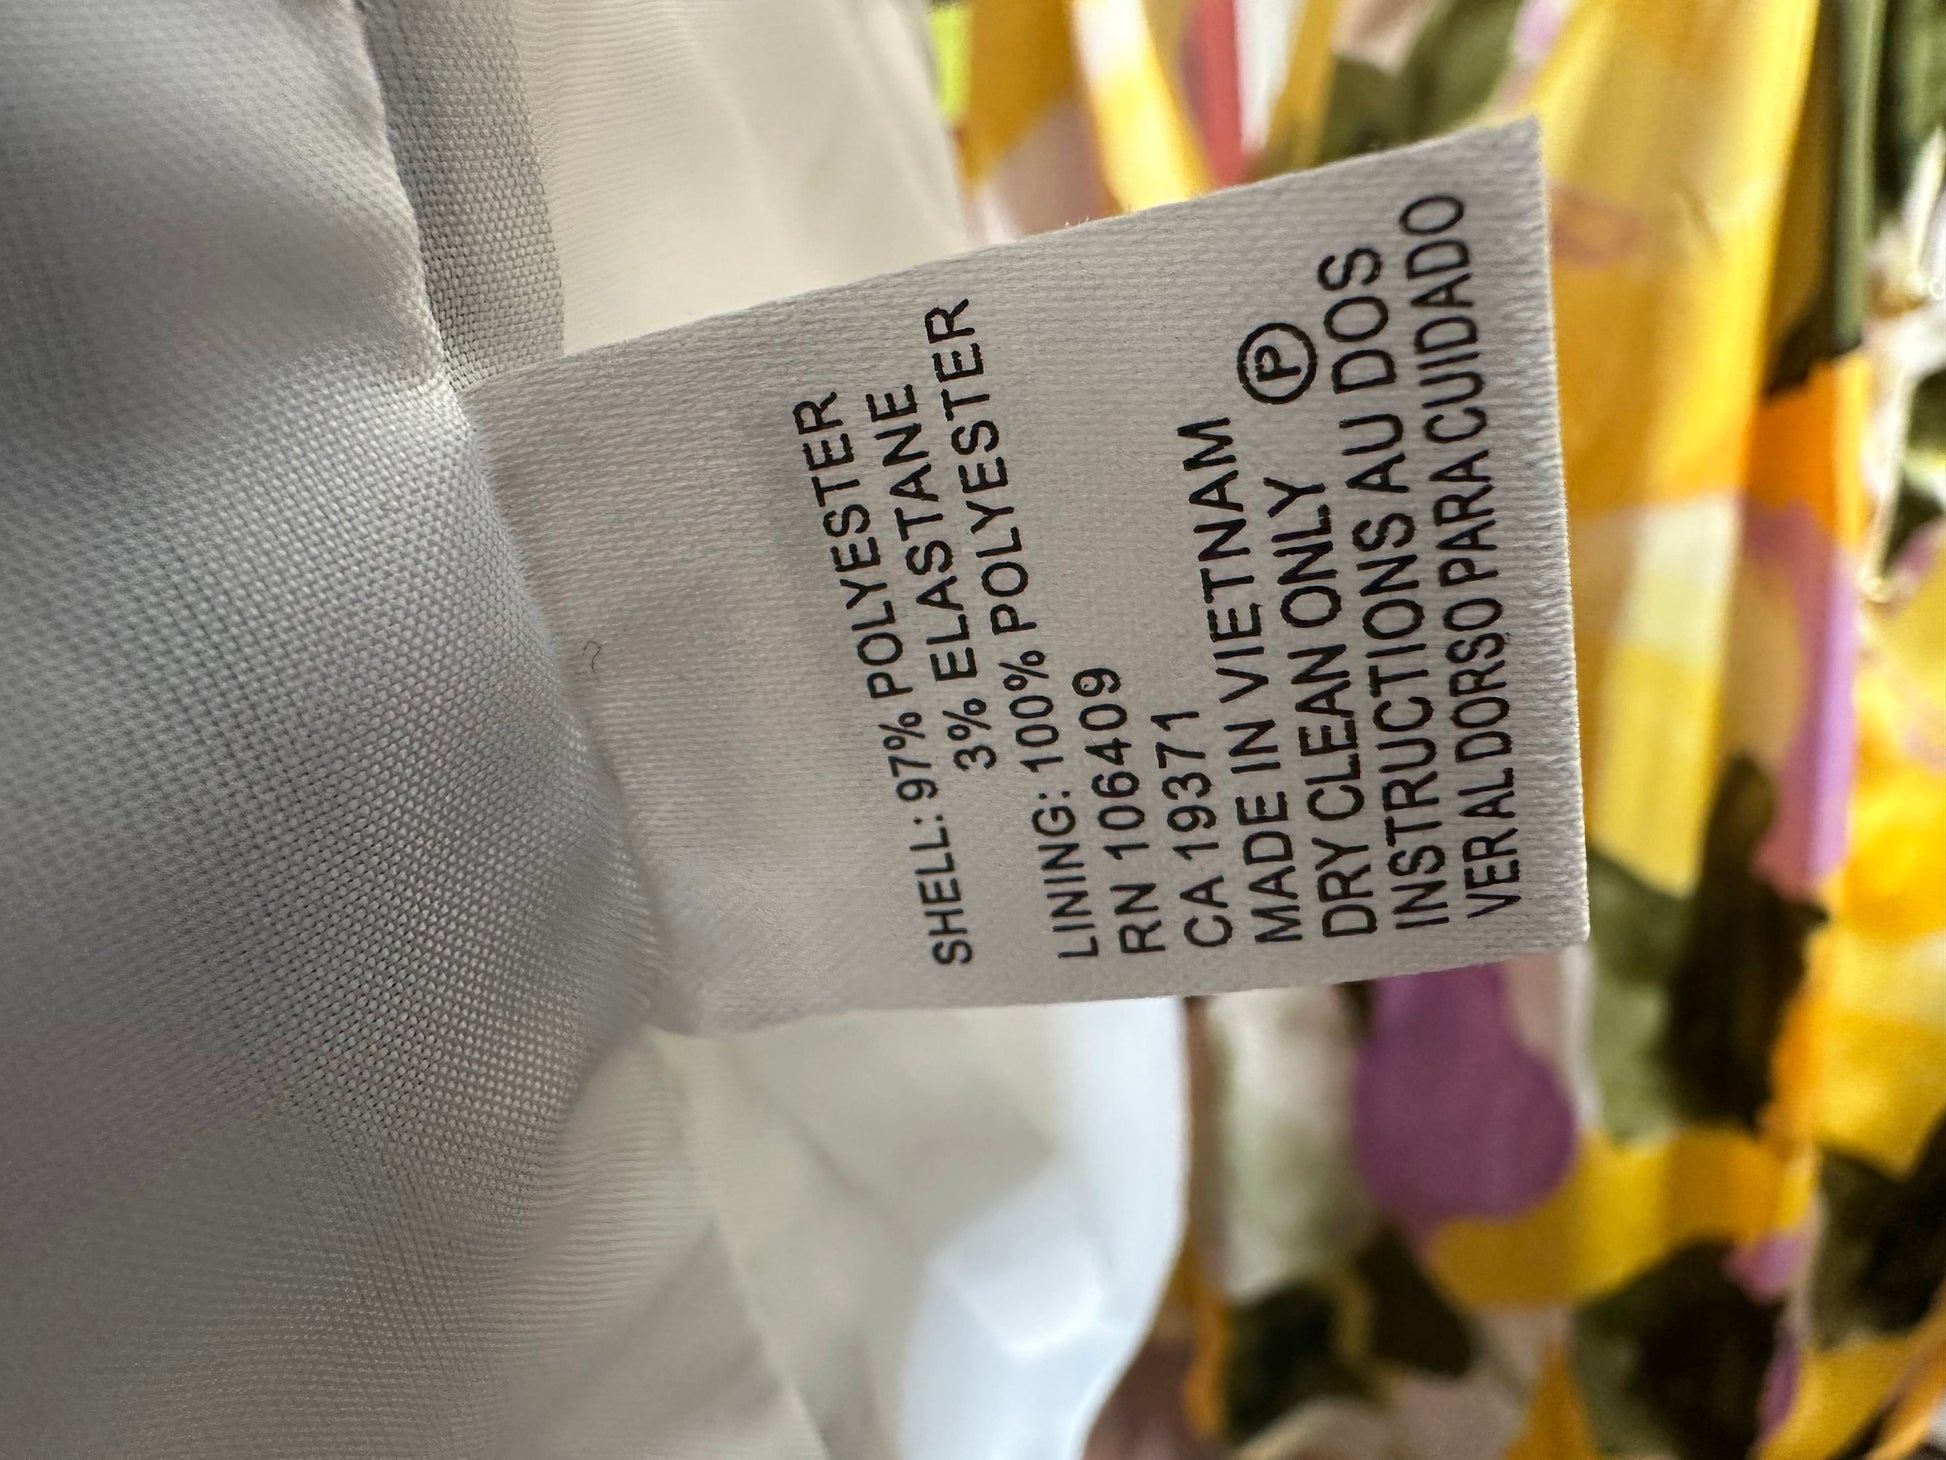 SHELL: 97% POLYESTER
3% ELASTANE
LINING: 100% POLYESTER
RN 106409
CA 19371
MADE IN VIETNAM
DRY CLEAN ONLY Ⓟ
INSTRUCTIONS AU DOS
VER AL DORSO PARA CUIDADO